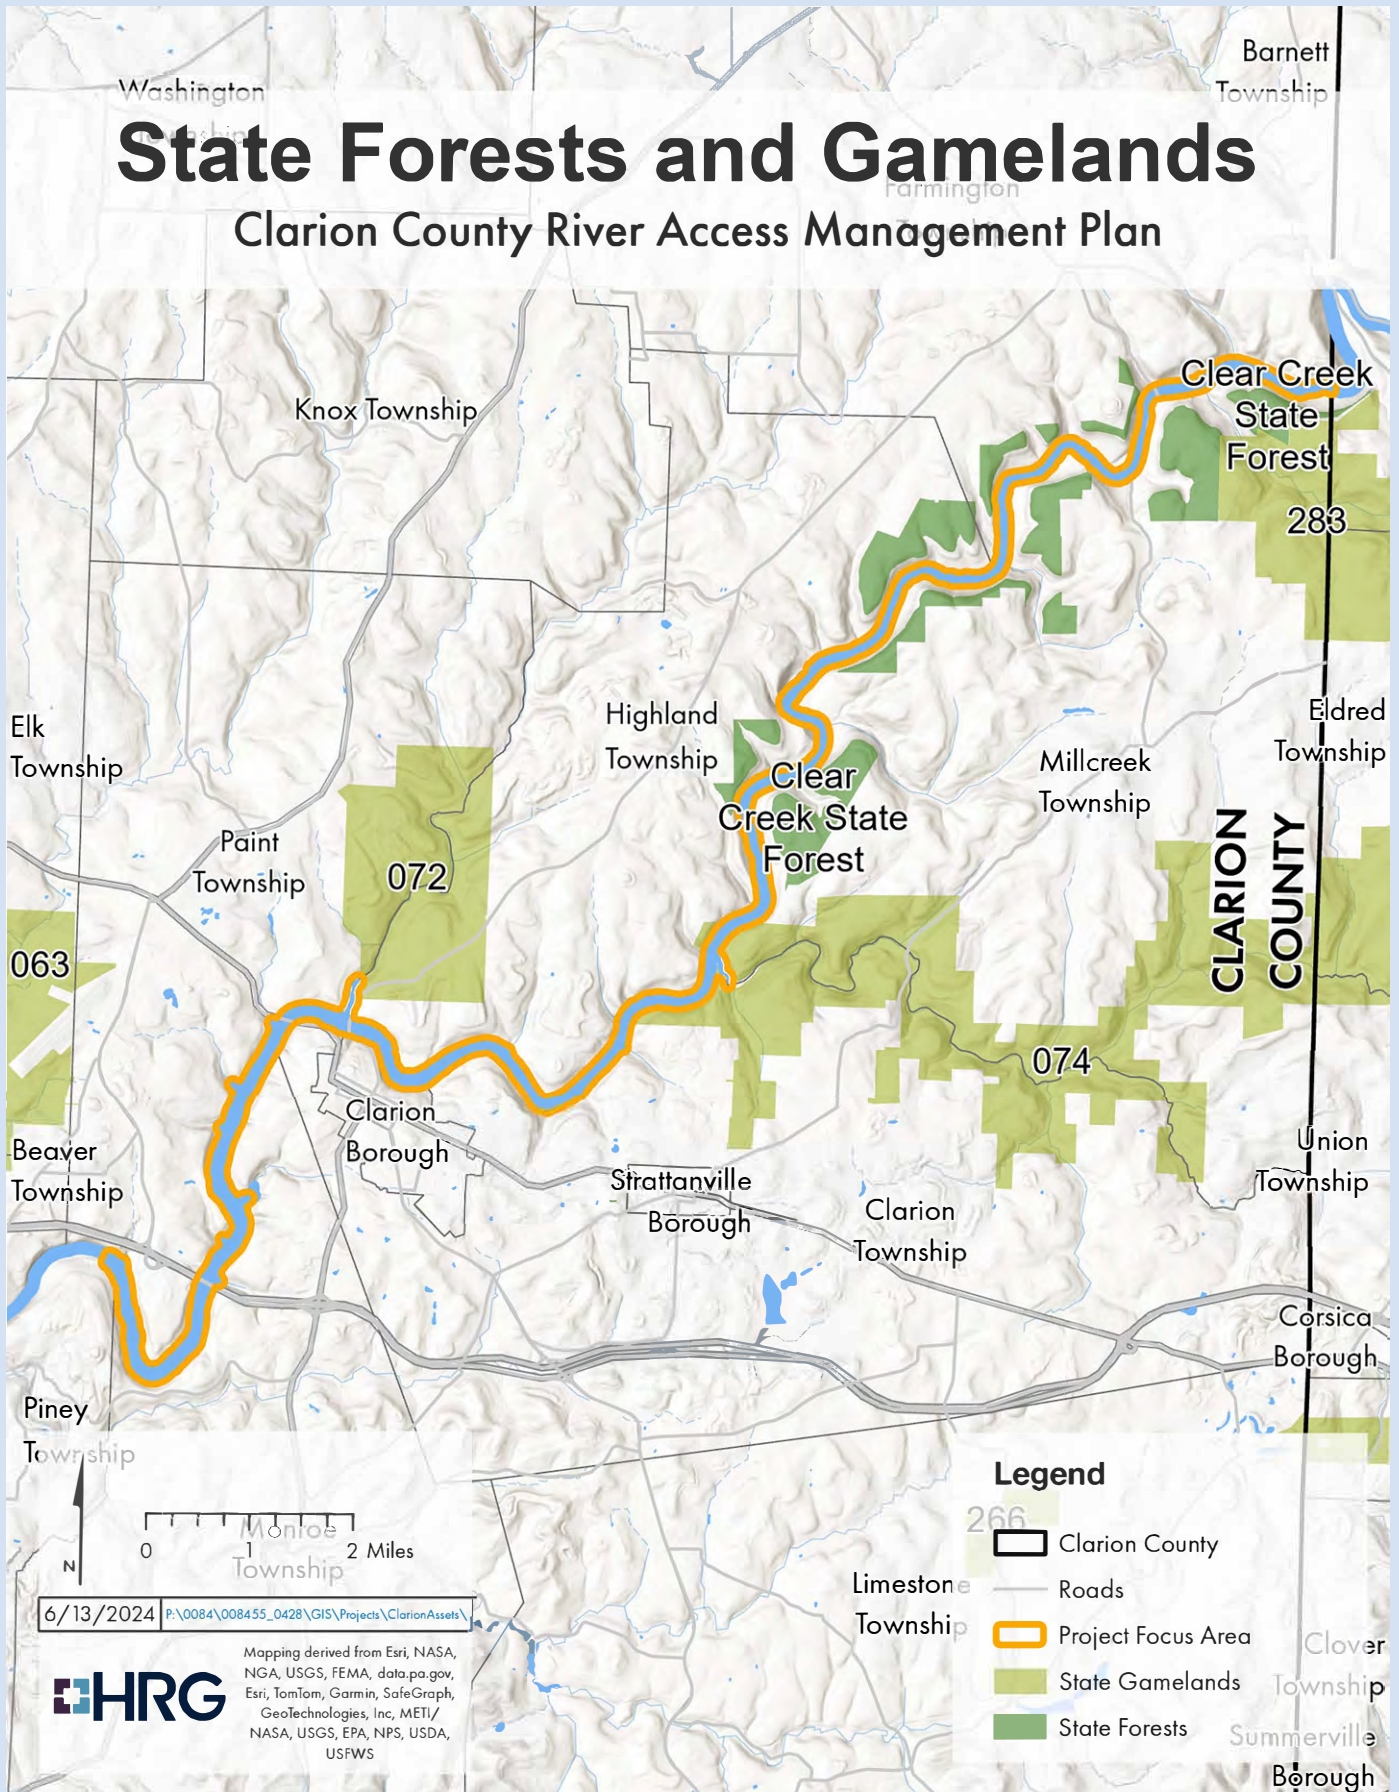 Barnett
Township
Washington
Township
State Forests and Gamelands
Farmington
Township
Clarion County River Access Management Plan
Clear Creek
State
Forest
Knox Township
283
Elk
Township
Highland
Township
Eldred
Township
Millcreek
Township
Clear
Creek State
Forest
Paint
Township
072
CLARION
COUNTY
063
074
Clarion
Borough
Beaver
Township
Union
Township
Strattanville
Borough
Clarion
Township
Corsica
Borough
Piney
Township
Legend
266
Clarion County
Roads
Project Focus Area
State Gamelands
State Forests
Monroe
Township
0 1 2 Miles
N
Limestone
Township
6/13/2024
P:\0084\008455_0428\GIS\Projects\ClarionAssets\
HRG
Mapping derived from Esri, NASA,
NGA, USGS, FEMA, data.pa.gov,
Esri, TomTom, Garmin, SafeGraph,
GeoTechnologies, Inc, METI/
NASA, USGS, EPA, NPS, USDA,
USFWS
Clover
Township
Summerville
Borough